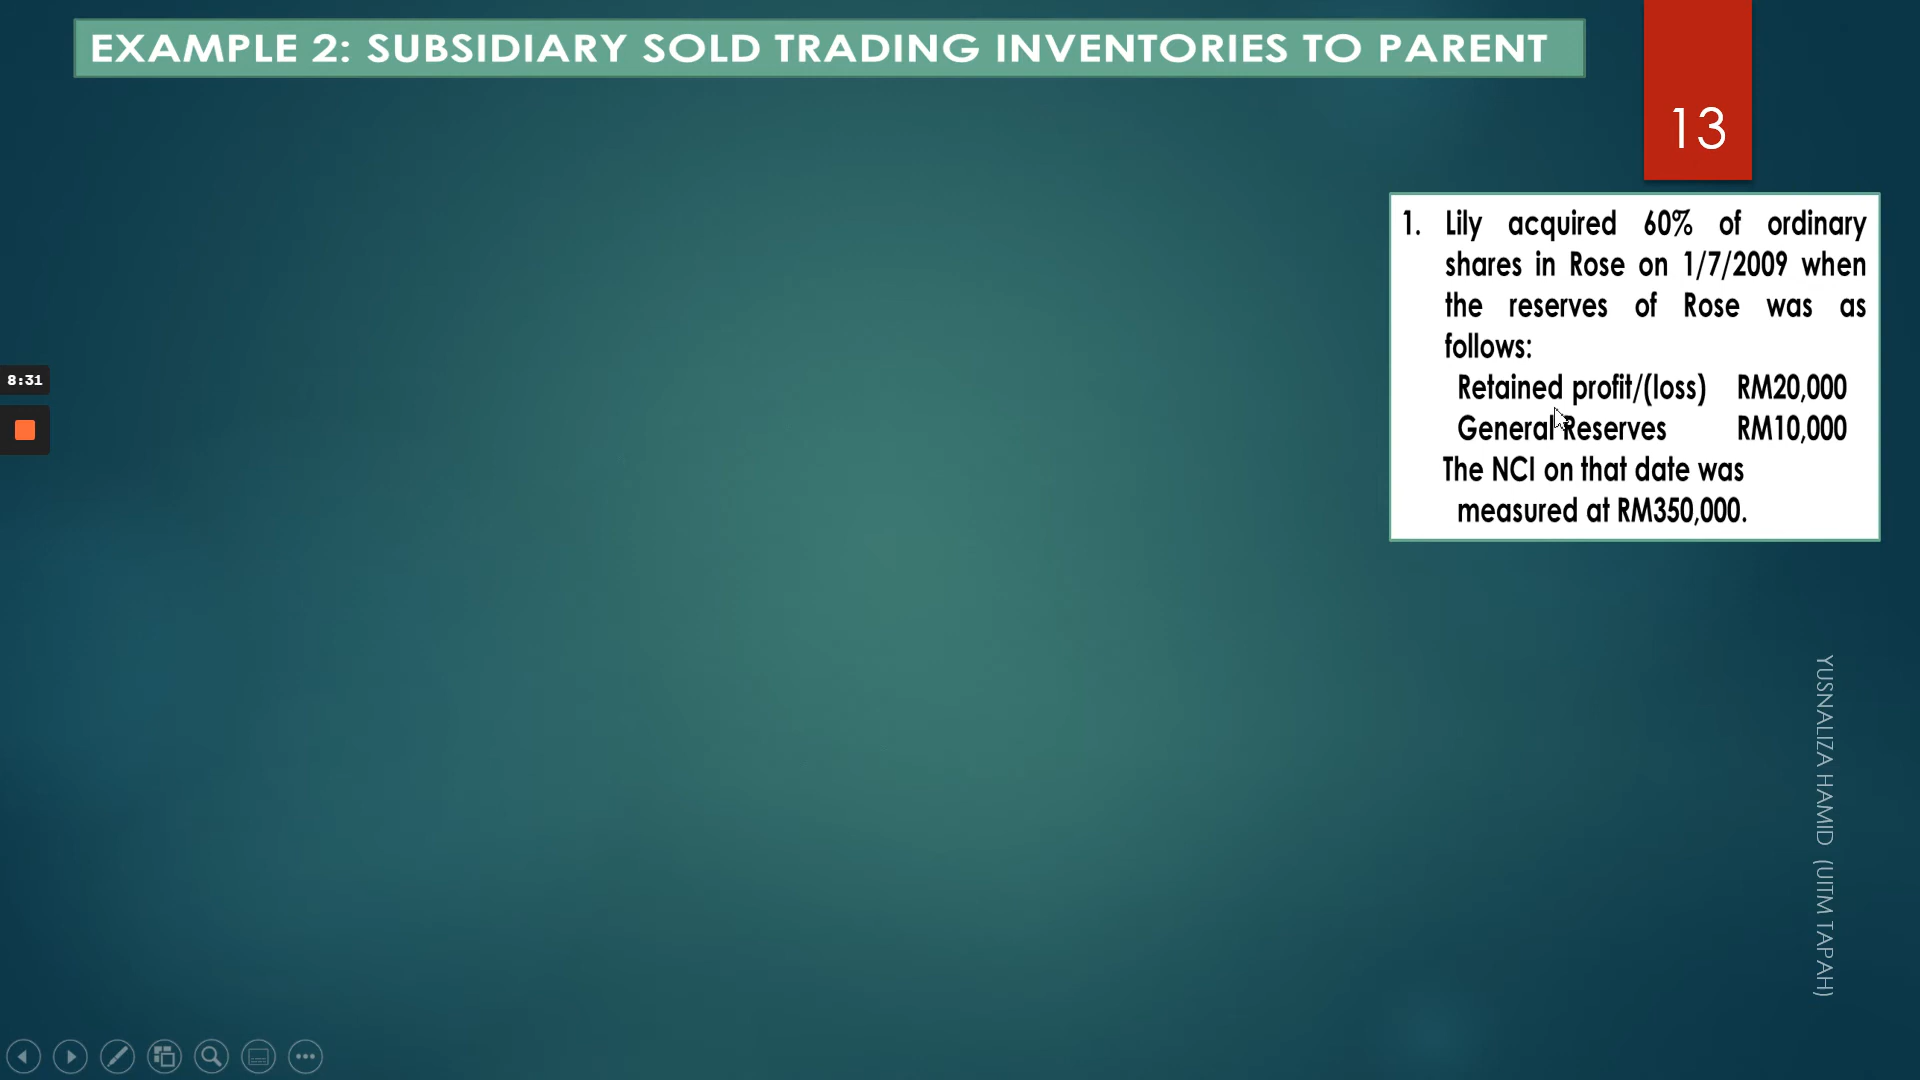 EXAMPLE 2: SUBSIDIARY SOLD TRADING INVENTORIES TO PARENT
13
1. Lily acquired 60% of ordinary
shares in Rose on 1/7/2009 when
the reserves of Rose was as
follows:
Retained profit/(loss) RM20,000
General Reserves RM10,000
The NCI on that date was
measured at RM350,000.
8:31
YUSNALIZA HAMID (UITM TAPAH)